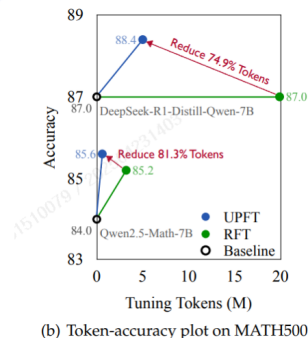 89
88.4
Reduce 74.9% Tokens
87
87.0
87.0
DeepSeek-R1-Distill-Qwen-7B
Accuracy
85.6
Reduce 81.3% Tokens
85
85.2
UPFT
RFT
84.0
Qwen2.5-Math-7B
Baseline
83
0
5
10
15
20
Tuning Tokens (M)
(b) Token-accuracy plot on MATH500